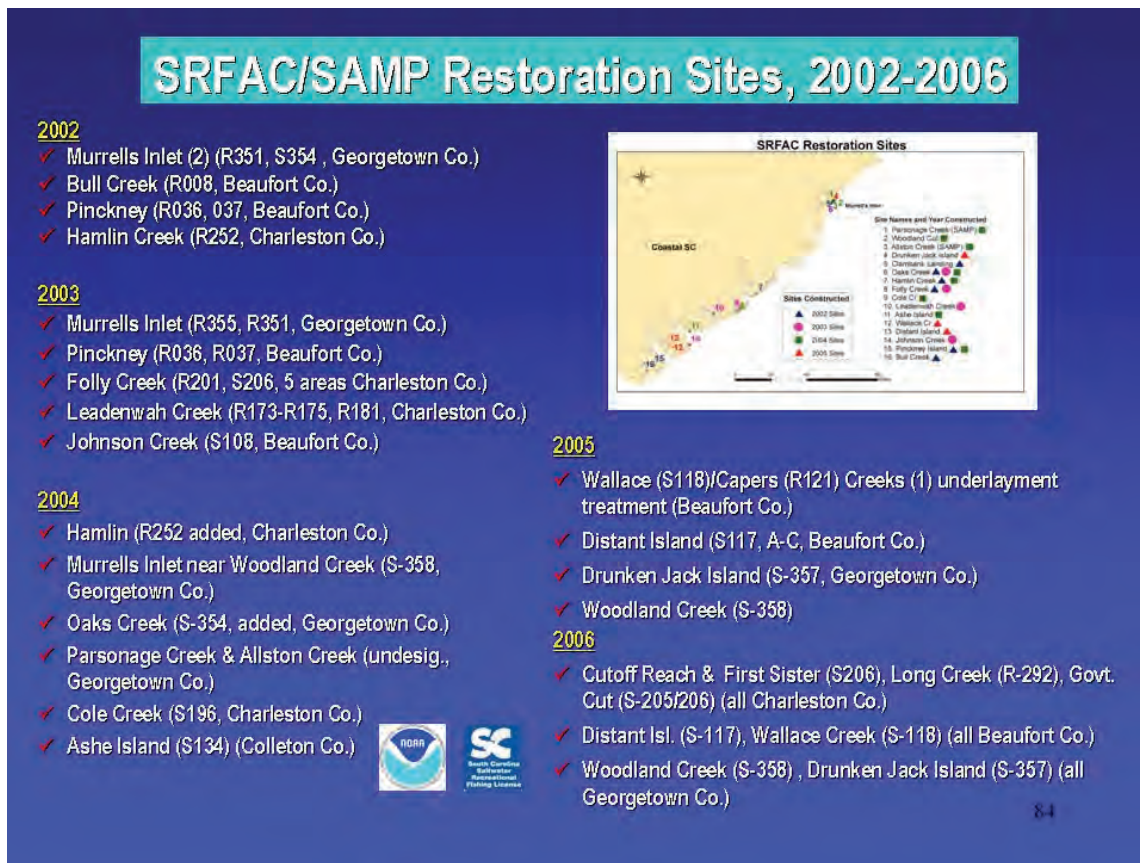 SRFAC/SAMP Restoration Sites, 2002-2006
2002
Murrells Inlet (2) (R351, S354 , Georgetown Co.)
Bull Creek (R008, Beaufort Co.)
Pinckney (R036, 037, Beaufort Co.)
Hamlin Creek (R252, Charleston Co.)
2003
Murrells Inlet (R355, R351, Georgetown Co.)
Pinckney (R036, R037, Beaufort Co.)
Folly Creek (R201, S206, 5 areas Charleston Co.)
Leadenwah Creek (R173-R175, R181, Charleston Co.)
Johnson Creek (S108, Beaufort Co.)
2004
Hamlin (R252 added, Charleston Co.)
Murrells Inlet near Woodland Creek (S-358,
Georgetown Co.)
Oaks Creek (S-354, added, Georgetown Co.)
Parsonage Creek & Allston Creek (undesig.,
Georgetown Co.)
Cole Creek (S196, Charleston Co.)
Ashe Island (S134) (Colleton Co.)
NOAA
SC
South Carolina
Saltwater
Recreational
Fishing License
SRFAC Restoration Sites
Murrell's Inlet
Coastal SC
Site Names and Year Constructed
1 Parsonage Creek (SAMP)
2 Woodland Cut
3 Allston Creek (SAMP)
4 Drunken Jack Island
5 Clambank Landing
6 Oaks Creek
7 Hamlin Creek
8 Folly Creek
9 Cole Cr
10 Leadenwah Creek
11 Ashe Island
12 Wallace Cr
13 Distant Island
14 Johnson Creek
15 Pinckney Island
16 Bull Creek
Sites Constructed
2002 Sites
2003 Sites
2004 Sites
2005 Sites
2005
Wallace (S118)/Capers (R121) Creeks (1) underlayment
treatment (Beaufort Co.)
Distant Island (S117, A-C, Beaufort Co.)
Drunken Jack Island (S-357, Georgetown Co.)
Woodland Creek (S-358)
2006
Cutoff Reach & First Sister (S206), Long Creek (R-292), Govt.
Cut (S-205/206) (all Charleston Co.)
Distant Isl. (S-117), Wallace Creek (S-118) (all Beaufort Co.)
Woodland Creek (S-358) , Drunken Jack Island (S-357) (all
Georgetown Co.)
84